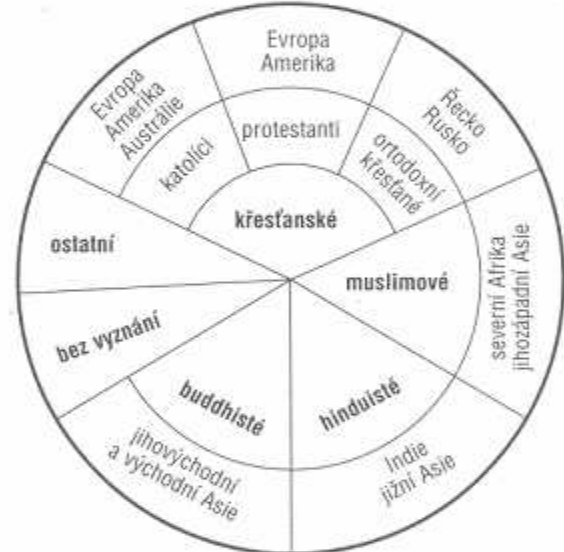 Evropa
Amerika
Evropa
Amerika
Austrálie
Řecko
Rusko
protestanti
katolíci
ortodoxní
křesťané
křesťanské
ostatní
muslimové
severní Afrika
jihozápadní Asie
bez vyznání
buddhisté
hinduisté
jihovýchodní
a východní Asie
Indie
jižní Asie